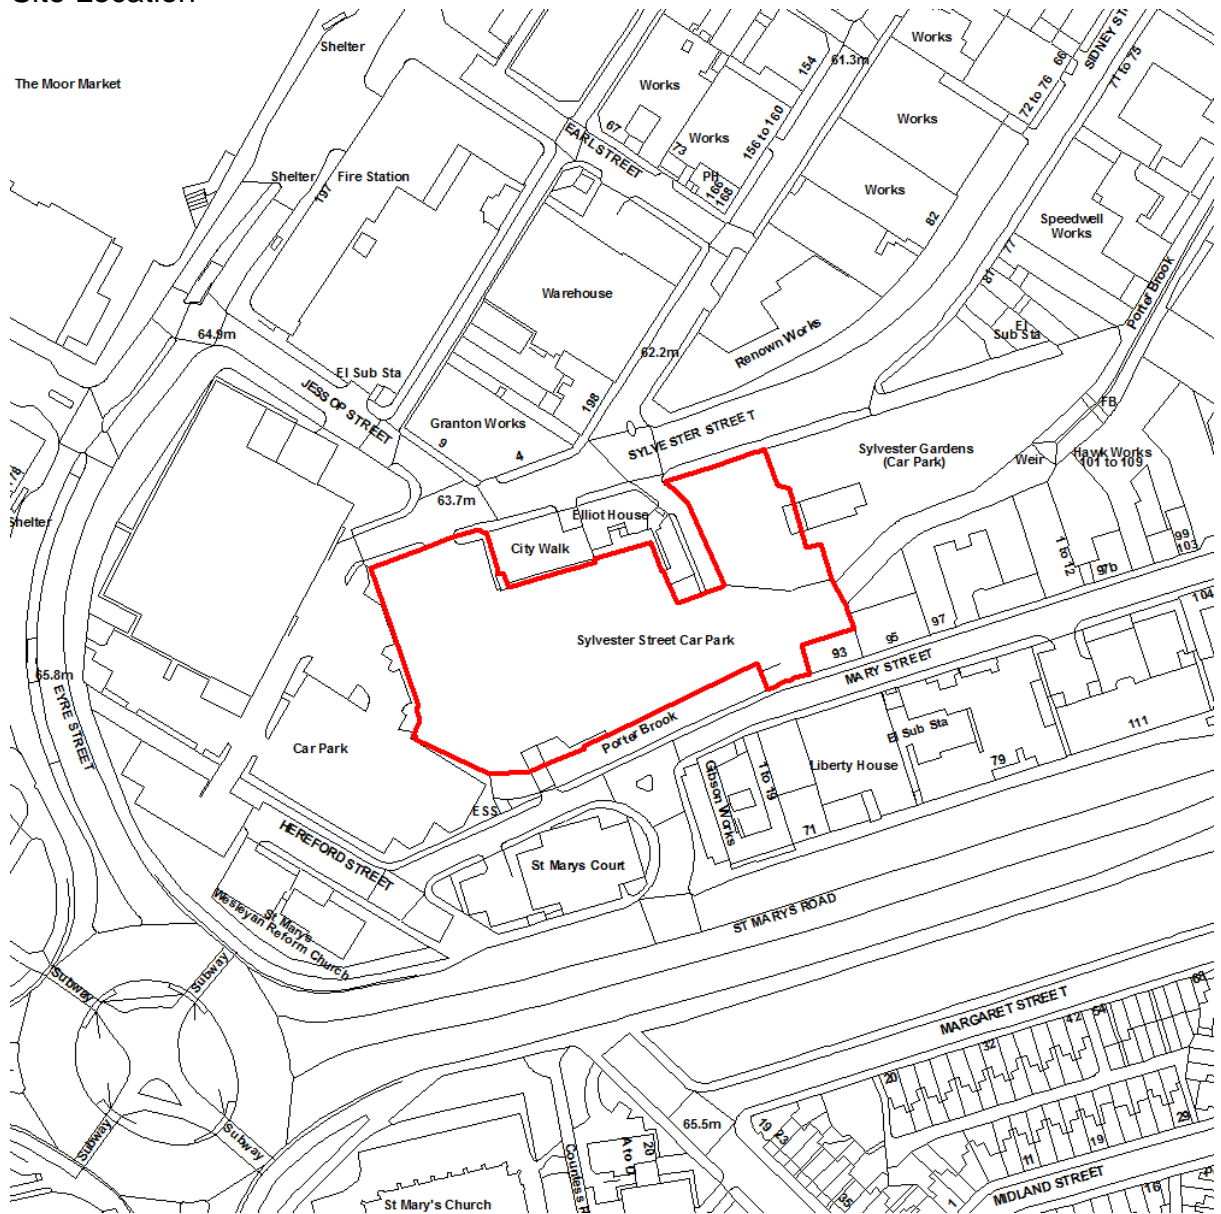 Site Location
Shelter
The Moor Market
Works
154
61.3m
Works
66
SIDNEY ST
71 to 75
72 to 76
Works
67
EARL STREET
Works
73
156 to 160
PH
166
168
Works
82
Shelter
197
Fire Station
Speedwell
Works
77
81
Porter Brook
Warehouse
El
Sub Sta
Renown Works
64.9m
62.2m
El Sub Sta
JESSOP STREET
198
Granton Works
9
4
SYLVESTER STREET
FB
Sylvester Gardens
(Car Park)
Weir
Hawk Works
101 to 109
Shelter
63.7m
Elliot House
City Walk
99
103
1 to 12
97b
104
Sylvester Street Car Park
97
95
93
MARY STREET
65.8m
EYRE STREET
Car Park
Porter Brook
El Sub Sta
111
79
Liberty House
Gibson Works
1 to 19
71
ESS
HEREFORD STREET
St Marys Court
St Mary's
Wesleyan Reform Church
ST MARYS ROAD
Subway
Subway
68
MARGARET STREET
54
42
32
20
Subway
Subway
65.5m
19
23
35
20
A to D
29
19
11
1
MIDLAND STREET
16
St Mary's Church